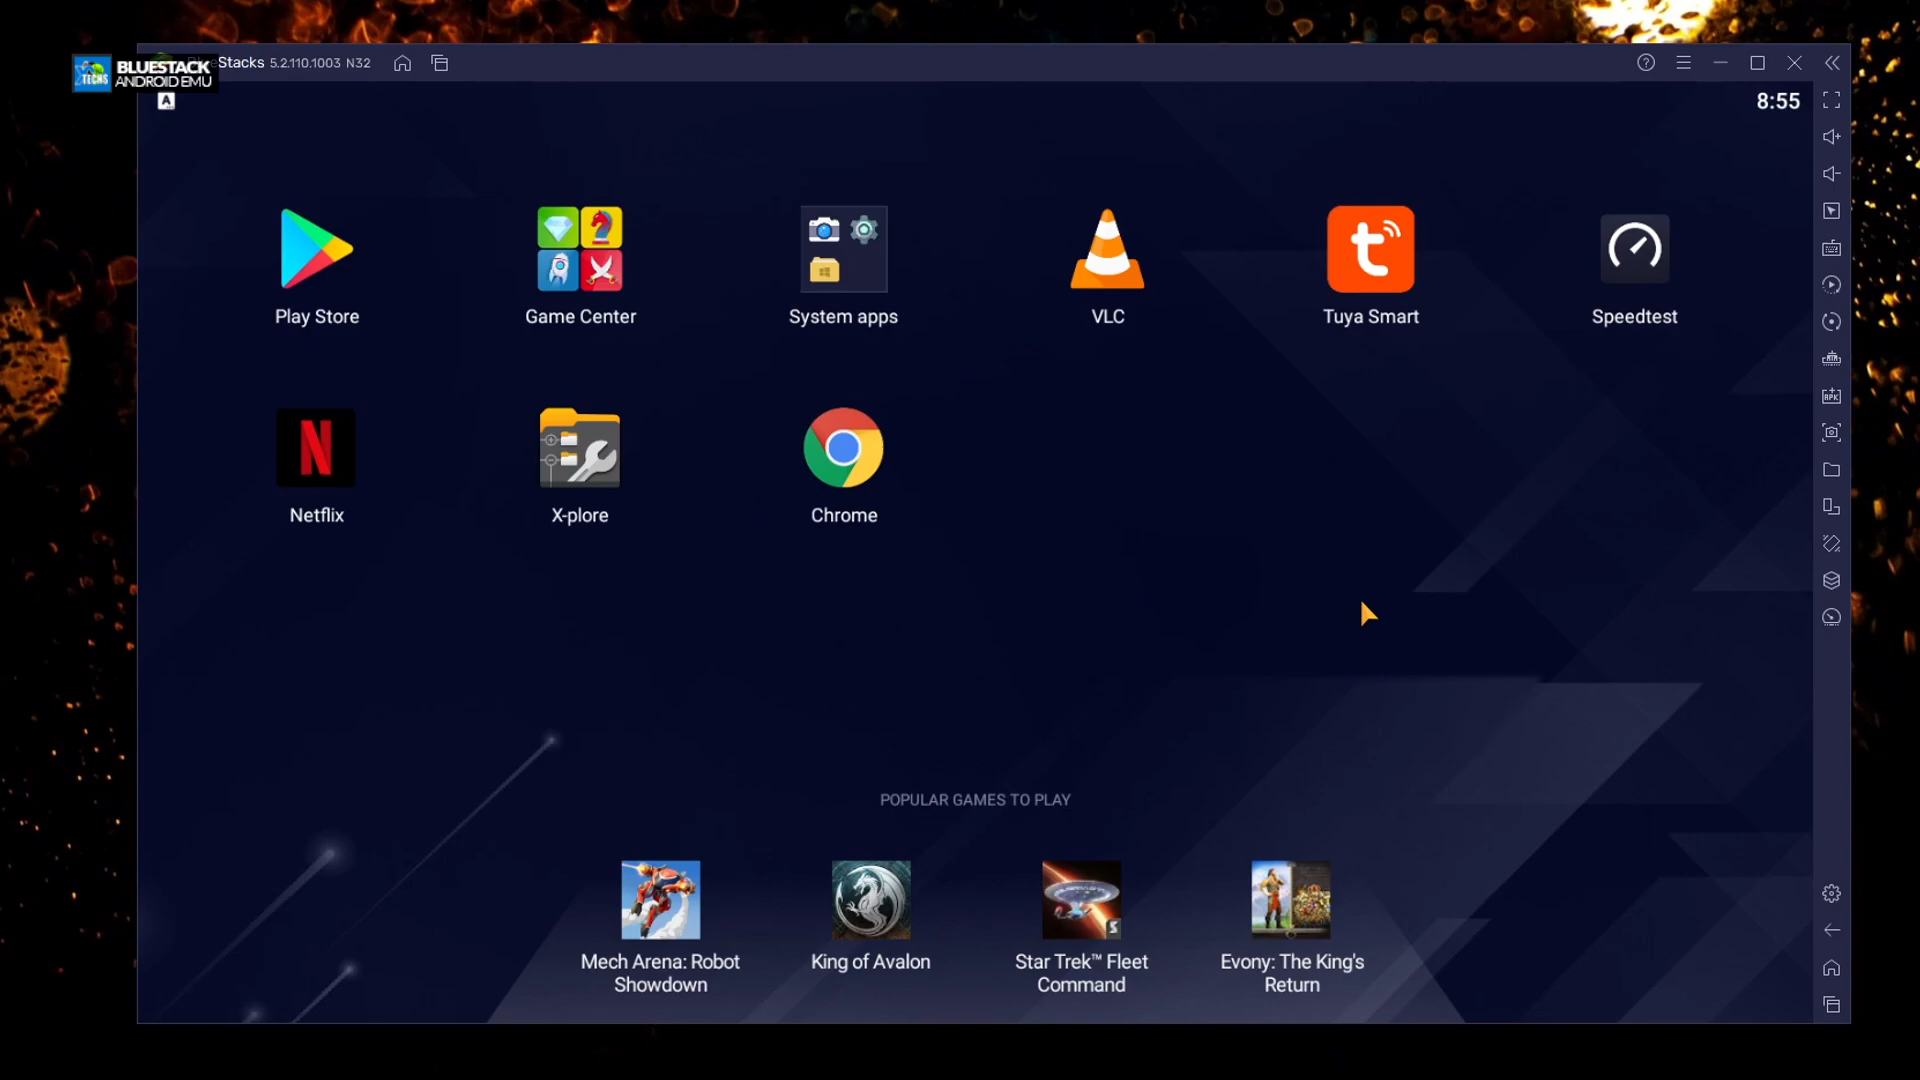 TECHS
BLUESTACK
ANDROID EMU
Stacks 5.2.110.1003 N32
A
8:55
Play Store
Game Center
System apps
VLC
Tuya Smart
Speedtest
Netflix
X-plore
Chrome
APK
POPULAR GAMES TO PLAY
Mech Arena: Robot
Showdown
King of Avalon
Star Trek™ Fleet
Command
Evony: The King's
Return